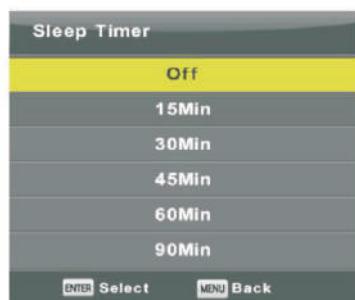 Sleep Timer
Off
15Min
30Min
45Min
60Min
90Min
ENTER Select MENU Back